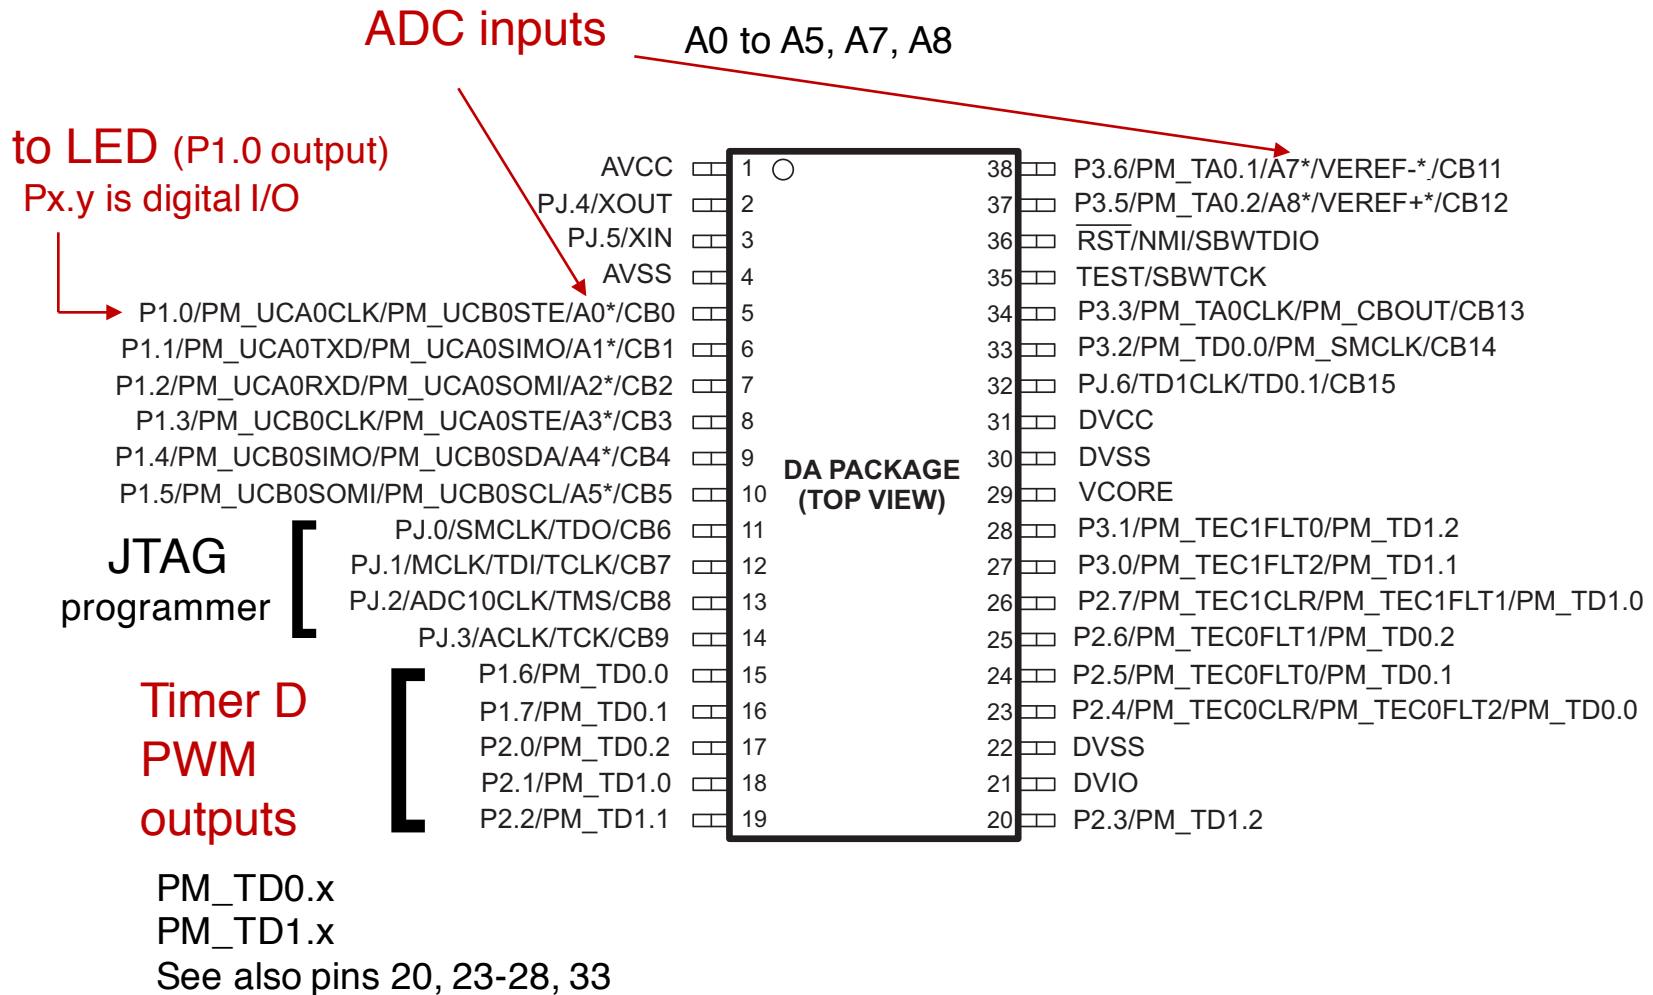 ADC inputs
A0 to A5, A7, A8
to LED (P1.0 output)
Px.y is digital I/O
AVCC 1
PJ.4/XOUT 2
PJ.5/XIN 3
AVSS 4
P1.0/PM_UCA0CLK/PM_UCB0STE/A0*/CB0 5
P1.1/PM_UCA0TXD/PM_UCA0SIMO/A1*/CB1 6
P1.2/PM_UCA0RXD/PM_UCA0SOMI/A2*/CB2 7
P1.3/PM_UCB0CLK/PM_UCA0STE/A3*/CB3 8
P1.4/PM_UCB0SIMO/PM_UCB0SDA/A4*/CB4 9
P1.5/PM_UCB0SOMI/PM_UCB0SCL/A5*/CB5 10
PJ.0/SMCLK/TDO/CB6 11
PJ.1/MCLK/TDI/TCLK/CB7 12
PJ.2/ADC10CLK/TMS/CB8 13
PJ.3/ACLK/TCK/CB9 14
P1.6/PM_TD0.0 15
P1.7/PM_TD0.1 16
P2.0/PM_TD0.2 17
P2.1/PM_TD1.0 18
P2.2/PM_TD1.1 19
JTAG
programmer
Timer D
PWM
outputs
DA PACKAGE
(TOP VIEW)
38 P3.6/PM_TA0.1/A7*/VEREF-*/CB11
37 P3.5/PM_TA0.2/A8*/VEREF+*/CB12
36 RST/NMI/SBWTDIO
35 TEST/SBWTCK
34 P3.3/PM_TA0CLK/PM_CBOUT/CB13
33 P3.2/PM_TD0.0/PM_SMCLK/CB14
32 PJ.6/TD1CLK/TD0.1/CB15
31 DVCC
30 DVSS
29 VCORE
28 P3.1/PM_TEC1FLT0/PM_TD1.2
27 P3.0/PM_TEC1FLT2/PM_TD1.1
26 P2.7/PM_TEC1CLR/PM_TEC1FLT1/PM_TD1.0
25 P2.6/PM_TEC0FLT1/PM_TD0.2
24 P2.5/PM_TEC0FLT0/PM_TD0.1
23 P2.4/PM_TEC0CLR/PM_TEC0FLT2/PM_TD0.0
22 DVSS
21 DVIO
20 P2.3/PM_TD1.2
PM_TD0.x
PM_TD1.x
See also pins 20, 23-28, 33